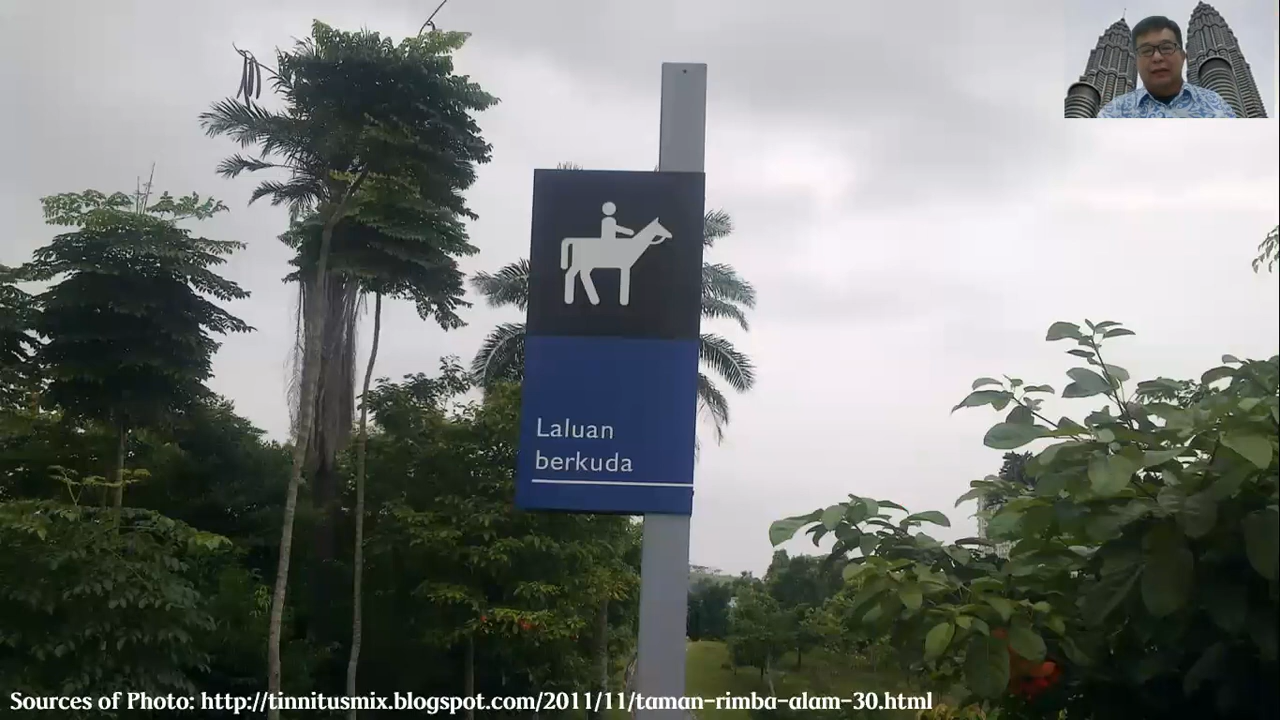 Laluan
berkuda
Sources of Photo: http://tinnitusmix.blogspot.com/2011/11/taman-rimba-alam-30.html